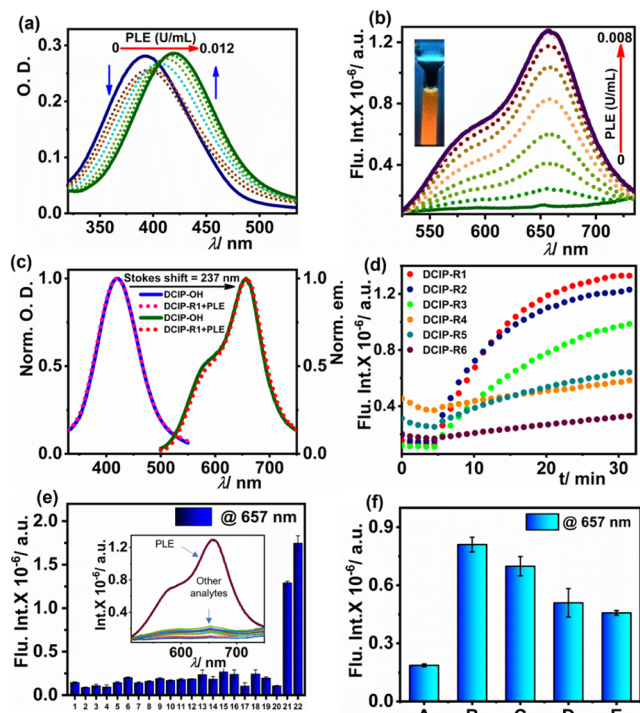 (a)
PLE (U/mL)
0
0.012
O. D.
0.3
0.2
0.1
0.0
350
400
450
500
λ/ nm
(b)
Flu. Int.X 10⁻⁶/ a.u.
1.2
0.8
0.4
0.008
PLE (U/mL)
0
550
600
650
700
λ/ nm
(c)
Stokes shift = 237 nm
DCIP-OH
DCIP-R1+PLE
DCIP-OH
DCIP-R1+PLE
Norm. O. D.
1.0
0.5
0.0
Norm. em.
1.0
0.5
0.0
400
500
600
700
λ/ nm
(d)
DCIP-R1
DCIP-R2
DCIP-R3
DCIP-R4
DCIP-R5
DCIP-R6
Flu. Int.X 10⁻⁶/ a.u.
1.2
0.8
0.4
0
10
20
30
t/ min
(e)
@ 657 nm
Flu. Int.X 10⁻⁶/ a.u.
2.0
1.5
1.0
0.5
0.0
PLE
Other
analytes
Int.X 10⁻⁶/ a.u.
1.2
0.8
0.4
600
700
λ/ nm
1 2 3 4 5 6 7 8 9 10 11 12 13 14 15 16 17 18 19 20 21 22
(f)
@ 657 nm
Flu. Int.X 10⁻⁶/ a.u.
0.9
0.6
0.3
0.0
A B C D E